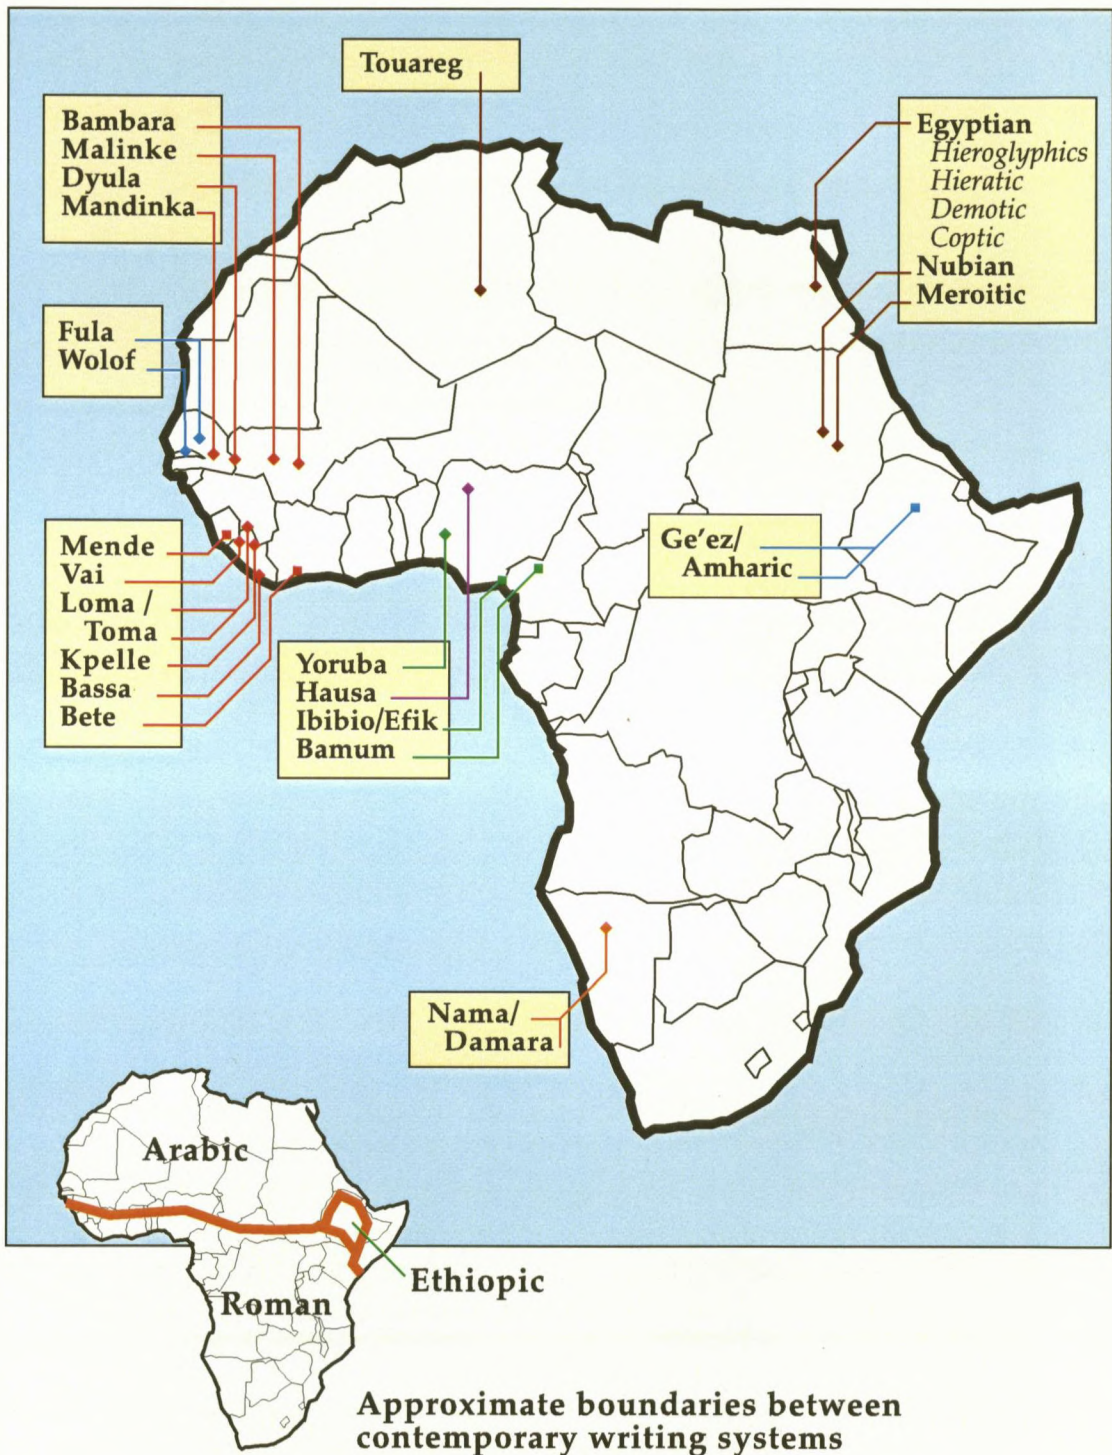 Touareg
Bambara
Malinke
Dyula
Mandinka
Egyptian
Hieroglyphics
Hieratic
Demotic
Coptic
Nubian
Meroitic
Fula
Wolof
Mende
Vai
Loma /
Toma
Kpelle
Bassa
Bete
Ge'ez/
Amharic
Yoruba
Hausa
Ibibio/Efik
Bamum
Nama/
Damara
Arabic
Ethiopic
Roman
Approximate boundaries between
contemporary writing systems